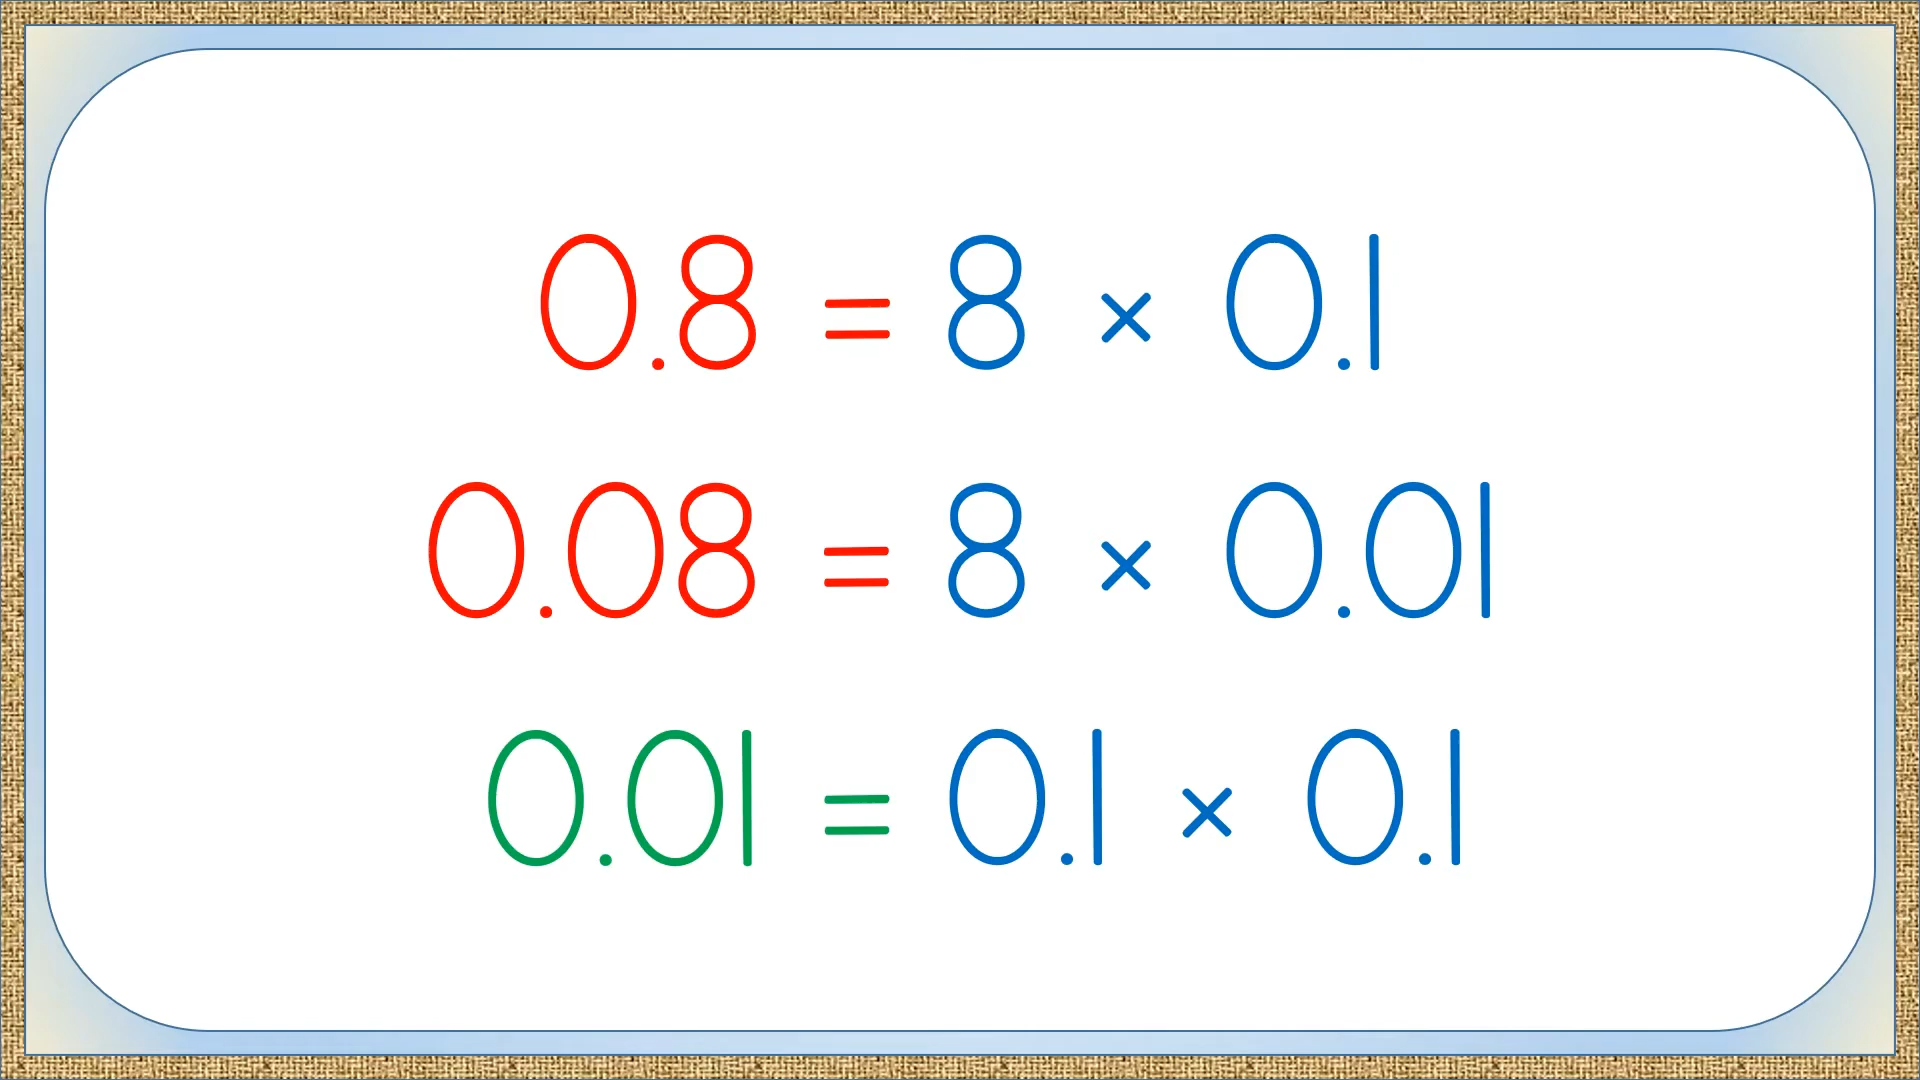 0.8 = 8 × 0.1
0.08 = 8 × 0.01
0.01 = 0.1 × 0.1